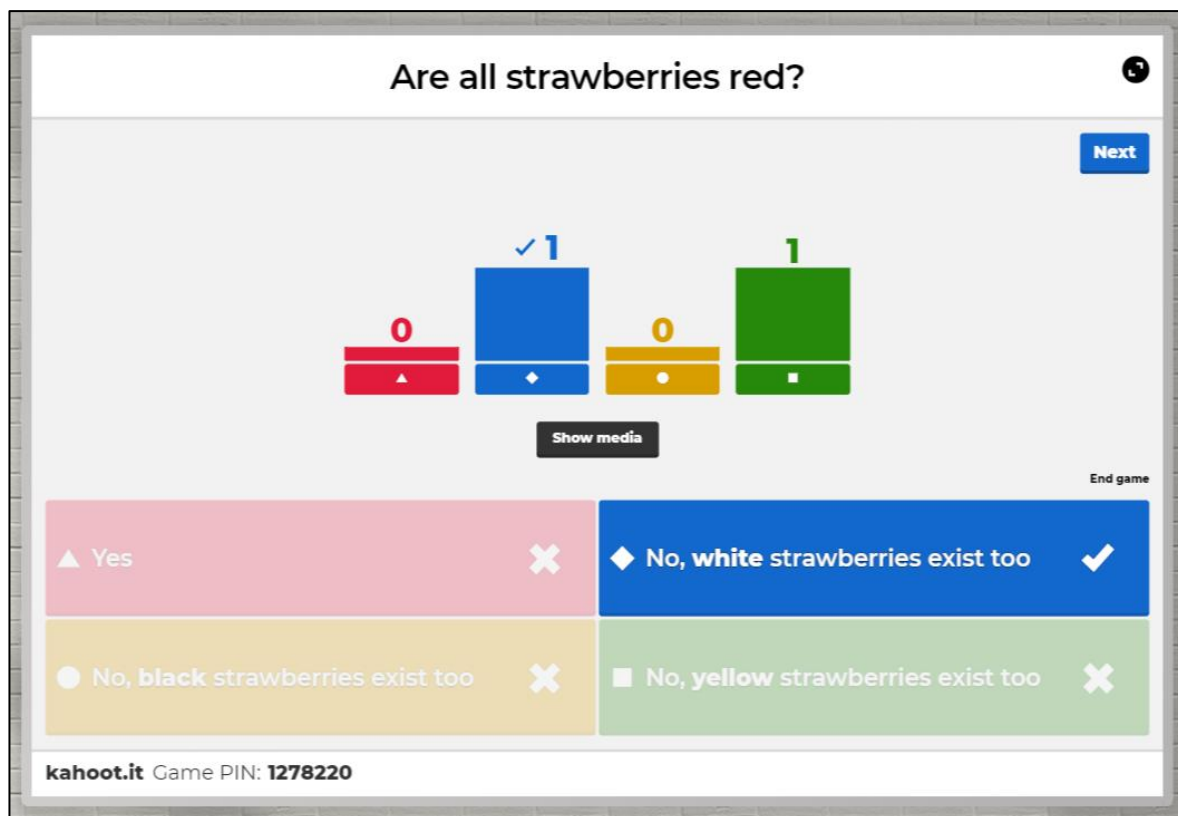 Are all strawberries red?
Next
1
1
0
0
Show media
End game
Yes
No, white strawberries exist too
No, black strawberries exist too
No, yellow strawberries exist too
kahoot.it Game PIN: 1278220